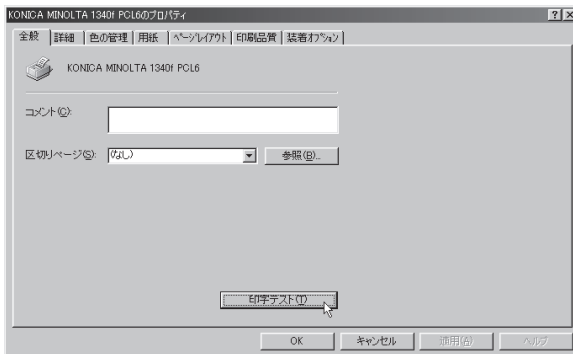 KONICA MINOLTA 1340f PCL6のプロパティ
全般 詳細 色の管理 用紙 ページレイアウト 印刷品質 装着オプション
KONICA MINOLTA 1340f PCL6
コメント(C):
区切りページ(S): (なし) 参照(B)...
印字テスト(T)
OK キャンセル 適用(A) ヘルプ